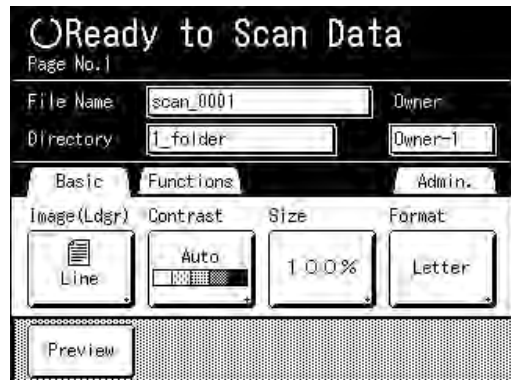 Ready to Scan Data
Page No.1
File Name scan_0001 Owner
Directory 1_folder Owner-1
Basic Functions Admin.
Image(Ldgr) Contrast Size Format
Line Auto 100% Letter
Preview